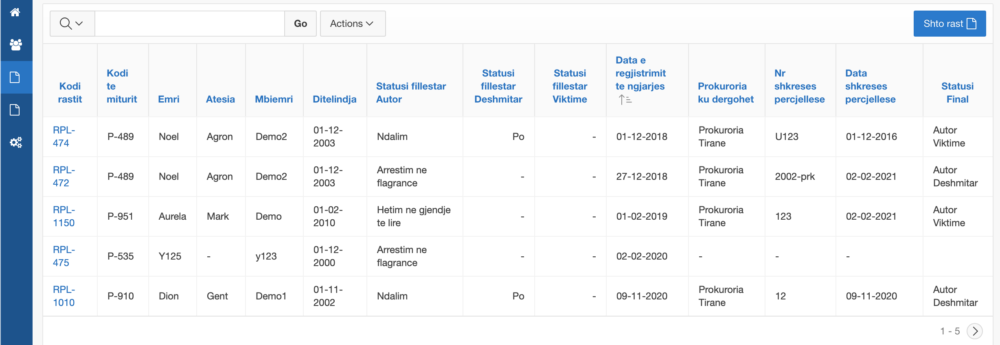 Go
Actions
Shto rast
Kodi
rastit
Kodi
te
miturit
Emri
Atesia
Mbiemri
Ditelindja
Statusi fillestar
Autor
Statusi
fillestar
Deshmitar
Statusi
fillestar
Viktime
Data e
regjistrimit
te ngjarjes
Prokuroria
ku dergohet
Nr
shkreses
percjellese
Data
shkreses
percjellese
Statusi
Final
RPL-
474
P-489
Noel
Agron
Demo2
01-12-
2003
Ndalim
Po
-
01-12-2018
Prokuroria
Tirane
U123
01-12-2016
Autor
Viktime
RPL-
472
P-489
Noel
Agron
Demo2
01-12-
2003
Arrestim ne
flagrance
-
-
27-12-2018
Prokuroria
Tirane
2002-prk
02-02-2021
Autor
Deshmitar
RPL-
1150
P-951
Aurela
Mark
Demo
01-02-
2010
Hetim ne gjendje
te lire
-
-
01-02-2019
Prokuroria
Tirane
123
02-02-2021
Autor
Viktime
RPL-
475
P-535
Y125
-
y123
01-12-
2000
Arrestim ne
flagrance
-
-
02-02-2020
-
-
-
RPL-
1010
P-910
Dion
Gent
Demo1
01-11-
2002
Ndalim
Po
-
09-11-2020
Prokuroria
Tirane
12
09-11-2020
Autor
Deshmitar
1 - 5